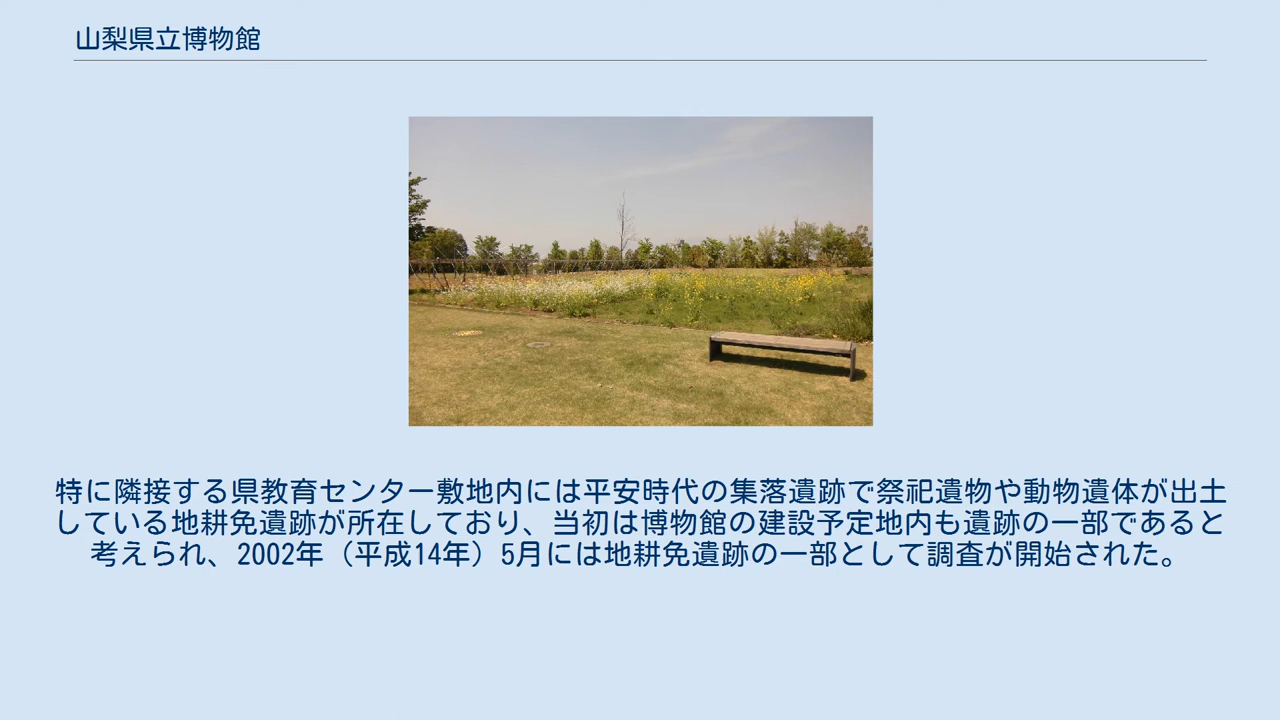 山梨県立博物館
特に隣接する県教育センター敷地内には平安時代の集落遺跡で祭祀遺物や動物遺体が出土
している地耕免遺跡が所在しており、当初は博物館の建設予定地内も遺跡の一部であると
考えられ、2002年（平成14年）5月には地耕免遺跡の一部として調査が開始された。